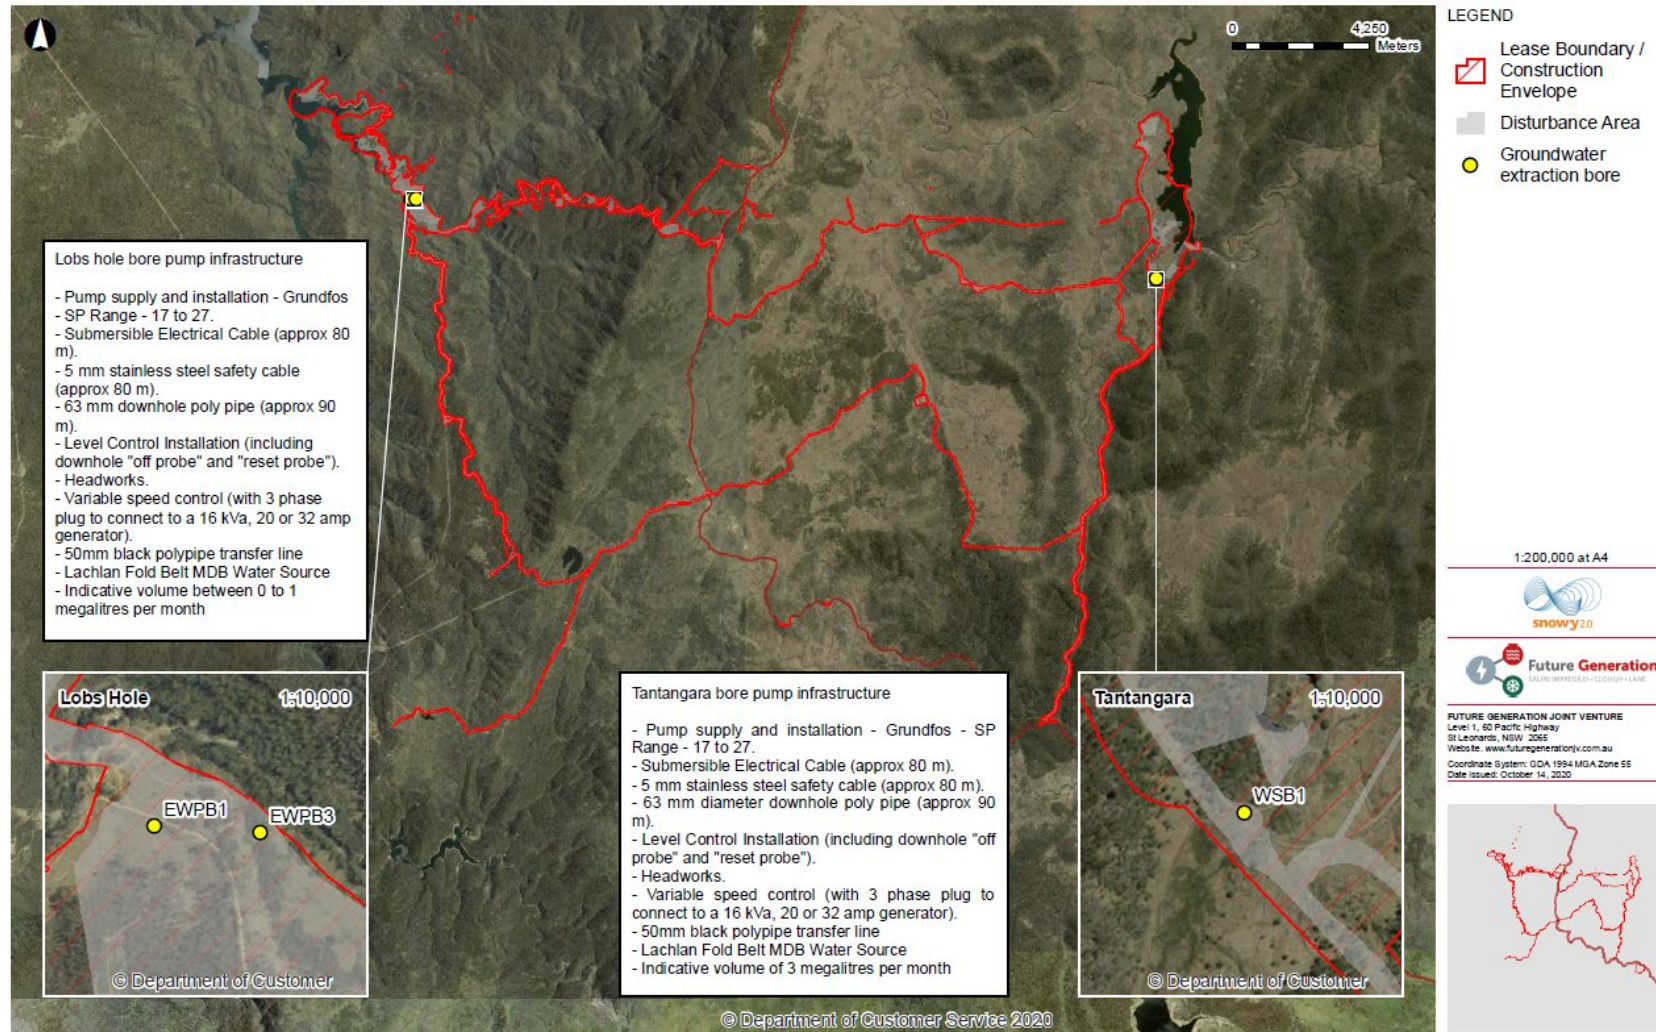 0 4,250
Meters
Lobs hole bore pump infrastructure
- Pump supply and installation - Grundfos
- SP Range - 17 to 27.
- Submersible Electrical Cable (approx 80
m).
- 5 mm stainless steel safety cable
(approx 80 m).
- 63 mm downhole poly pipe (approx 90
m).
- Level Control Installation (including
downhole "off probe" and "reset probe").
- Headworks.
- Variable speed control (with 3 phase
plug to connect to a 16 kVa, 20 or 32 amp
generator).
- 50mm black polypipe transfer line
- Lachlan Fold Belt MDB Water Source
- Indicative volume between 0 to 1
megalitres per month
Lobs Hole 1:10,000
EWPB1
EWPB3
© Department of Customer
Tantangara bore pump infrastructure
- Pump supply and installation - Grundfos - SP
Range - 17 to 27.
- Submersible Electrical Cable (approx 80 m).
- 5 mm stainless steel safety cable (approx 80 m).
- 63 mm diameter downhole poly pipe (approx 90
m).
- Level Control Installation (including downhole "off
probe" and "reset probe").
- Headworks.
- Variable speed control (with 3 phase plug to
connect to a 16 kVa, 20 or 32 amp generator).
- 50mm black polypipe transfer line
- Lachlan Fold Belt MDB Water Source
- Indicative volume of 3 megalitres per month
Tantangara 1:10,000
WSB1
© Department of Customer
© Department of Customer Service 2020
LEGEND
Lease Boundary /
Construction
Envelope
Disturbance Area
Groundwater
extraction bore
1:200,000 at A4
snowy2.0
Future Generation
SALINI IMPREGILO • CLOUGH • LANE
FUTURE GENERATION JOINT VENTURE
Level 1, 60 Pacific Highway
St Leonards, NSW 2065
Website. www.futuregenerationjv.com.au
Coordinate System: GDA 1994 MGA Zone 55
Date Issued: October 14, 2020